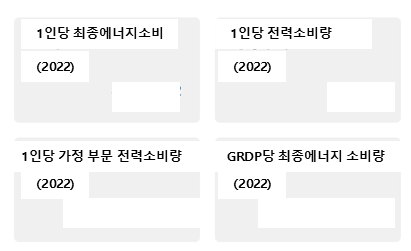 1인당 최종에너지소비
(2022)
1인당 전력소비량
(2022)
1인당 가정 부문 전력소비량
(2022)
GRDP당 최종에너지 소비량
(2022)